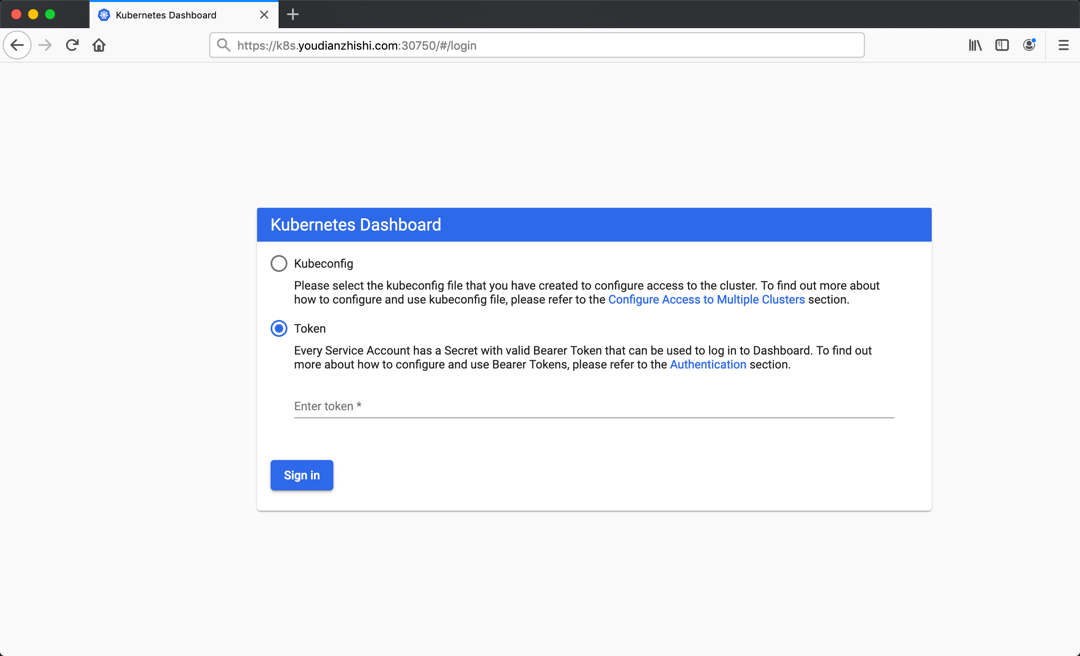 Kubernetes Dashboard
https://k8s.youdianzhishi.com:30750/#/login
Kubernetes Dashboard
Kubeconfig
Please select the kubeconfig file that you have created to configure access to the cluster. To find out more about
how to configure and use kubeconfig file, please refer to the Configure Access to Multiple Clusters section.
Token
Every Service Account has a Secret with valid Bearer Token that can be used to log in to Dashboard. To find out
more about how to configure and use Bearer Tokens, please refer to the Authentication section.
Enter token *
Sign in